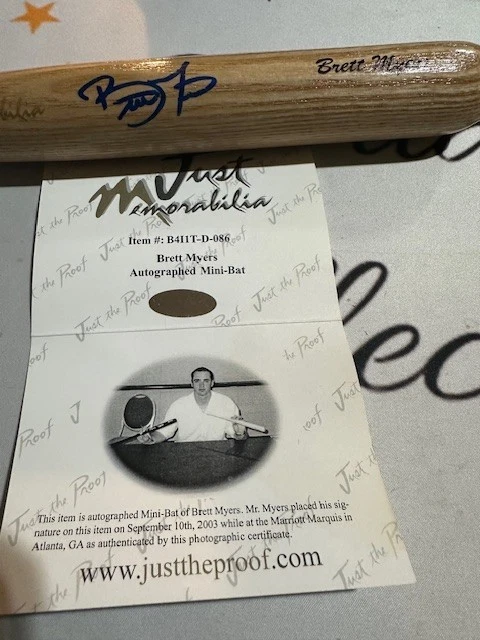 Brett Myers
Just
Memorabilia
Item #: B4I1T-D-086
Brett Myers
Autographed Mini-Bat
This item is autographed Mini-Bat of Brett Myers. Mr. Myers placed his sig-
nature on this item on September 10th, 2003 while at the Marriott Marquis in
Atlanta, GA as authenticated by this photographic certificate.
www.justtheproof.com